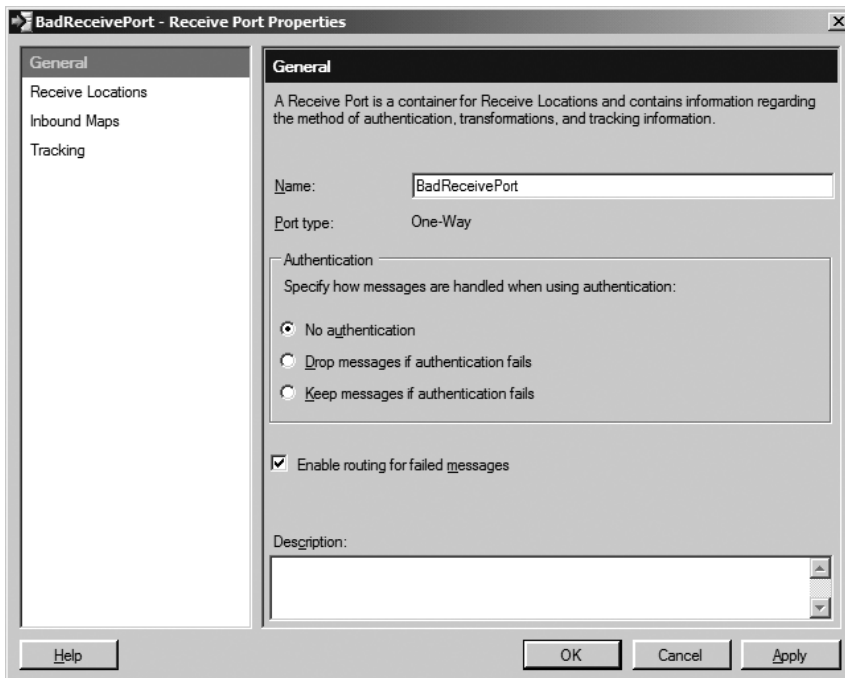 BadReceivePort - Receive Port Properties
General
Receive Locations
Inbound Maps
Tracking
General
A Receive Port is a container for Receive Locations and contains information regarding
the method of authentication, transformations, and tracking information.
Name:
BadReceivePort
Port type:
One-Way
Authentication
Specify how messages are handled when using authentication:
No authentication
Drop messages if authentication fails
Keep messages if authentication fails
Enable routing for failed messages
Description:
Help
OK
Cancel
Apply